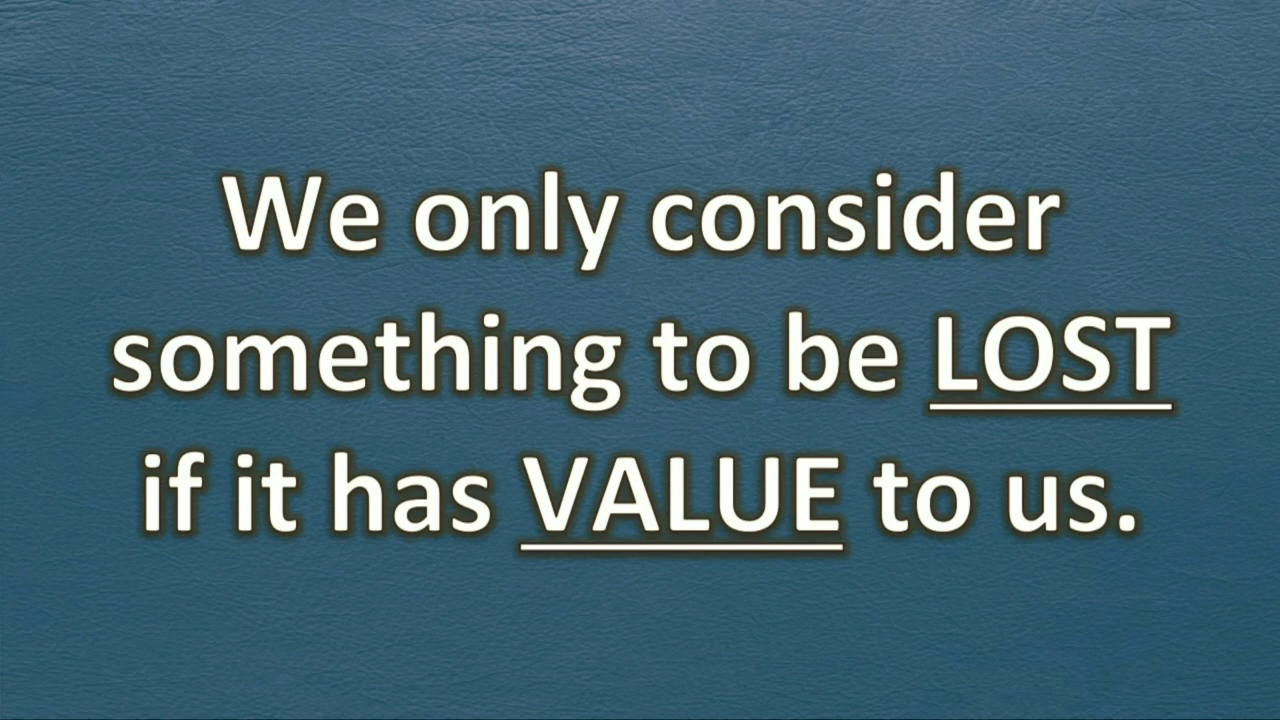 We only consider
something to be LOST
if it has VALUE to us.